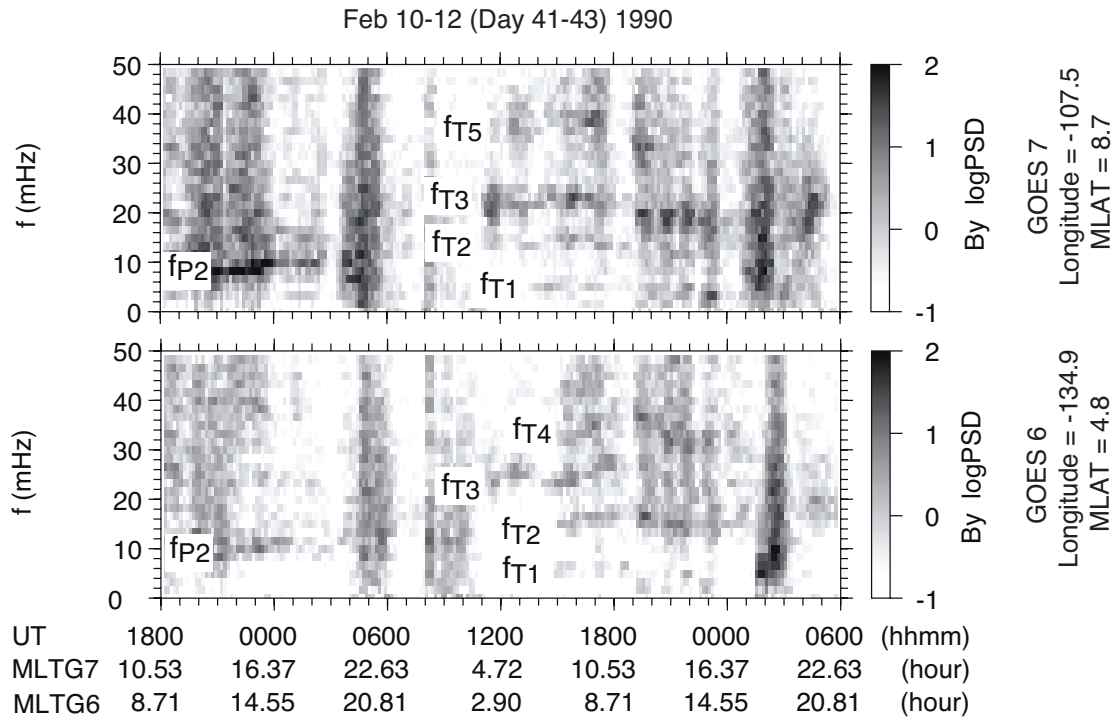 Feb 10-12 (Day 41-43) 1990
50
40
30
20
10
0
f (mHz)
fT5
fT3
fT2
fP2
fT1
2
1
0
-1
By logPSD
GOES 7
Longitude = -107.5
MLAT = 8.7
50
40
30
20
10
0
f (mHz)
fT4
fT3
fT2
fP2
fT1
2
1
0
-1
By logPSD
GOES 6
Longitude = -134.9
MLAT = 4.8
UT 1800 0000 0600 1200 1800 0000 0600 (hhmm)
MLTG7 10.53 16.37 22.63 4.72 10.53 16.37 22.63 (hour)
MLTG6 8.71 14.55 20.81 2.90 8.71 14.55 20.81 (hour)